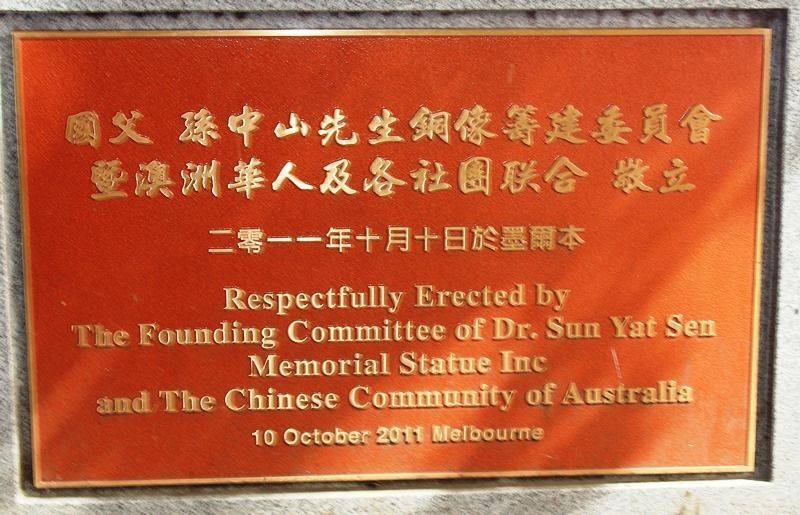 國父 孫中山先生銅像籌建委員會
暨澳洲華人及各社團联合 敬立
二零一一年十月十日於墨爾本
Respectfully Erected by
The Founding Committee of Dr. Sun Yat Sen
Memorial Statue Inc
and The Chinese Community of Australia
10 October 2011 Melbourne